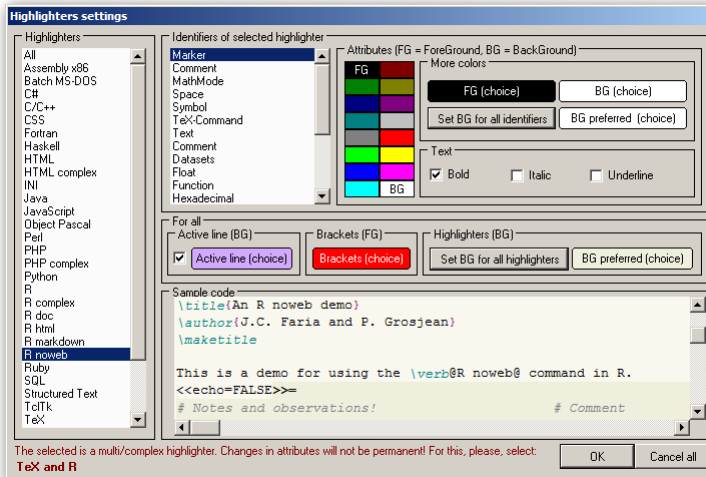 Highlighters settings
Highlighters
All
Assembly x86
Batch MS-DOS
C#
C/C++
CSS
Fortran
Haskell
HTML
HTML complex
INI
Java
JavaScript
Object Pascal
Perl
PHP
PHP complex
Python
R
R complex
R doc
R html
R markdown
R noweb
Ruby
SQL
Structured Text
TclTk
TeX
Identifiers of selected highlighter
Marker
Comment
MathMode
Space
Symbol
TeX-Command
Text
Comment
Datasets
Float
Function
Hexadecimal
Attributes (FG = ForeGround, BG = BackGround)
FG
BG
More colors
FG (choice)
BG (choice)
Set BG for all identifiers
BG preferred (choice)
Text
Bold
Italic
Underline
For all
Active line (BG)
Active line (choice)
Brackets (FG)
Brackets (choice)
Highlighters (BG)
Set BG for all highlighters
BG preferred (choice)
Sample code
\title{An R noweb demo}
\author{J.C. Faria and P. Grosjean}
\maketitle
This is a demo for using the \verb@R noweb@ command in R.
<<echo=FALSE>>=
# Notes and observations! # Comment
The selected is a multi/complex highlighter. Changes in attributes will not be permanent! For this, please, select:
TeX and R
OK
Cancel all